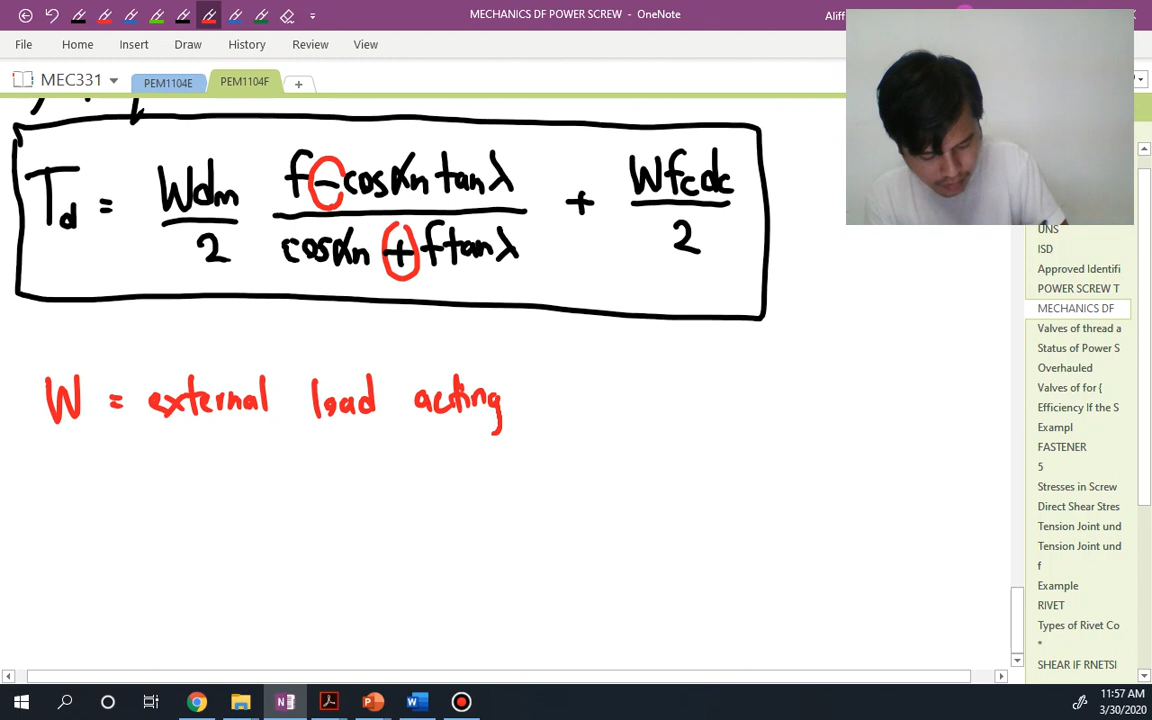 MECHANICS DF POWER SCREW - OneNote
Aliff
File Home Insert Draw History Review View
MEC331 PEM1104E PEM1104F +
T_d = Wdm/2 (f - cosαn tanλ)/(cosαn + f tanλ) + Wfcdc/2
W = external load acting
UNS
ISD
Approved Identifi
POWER SCREW T
MECHANICS DF
Valves of thread a
Status of Power S
Overhauled
Valves of for {
Efficiency If the S
Exampl
FASTENER
5
Stresses in Screw
Direct Shear Stres
Tension Joint und
Tension Joint und
f
Example
RIVET
Types of Rivet Co
*
SHEAR IF RNETSI
11:57 AM
3/30/2020